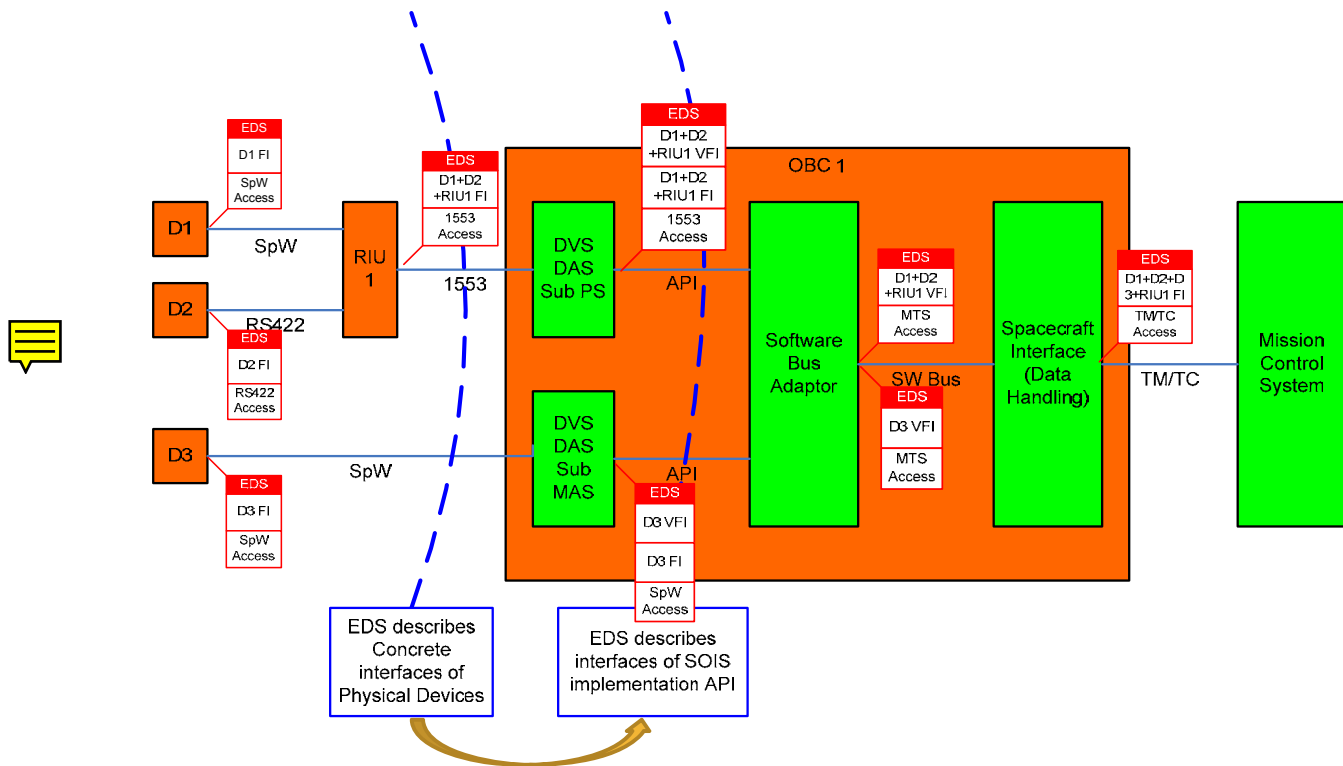 EDS
D1 FI
SpW
Access
D1
SpW
D2
RS422
EDS
D2 FI
RS422
Access
D3
SpW
EDS
D3 FI
SpW
Access
RIU
1
EDS
D1+D2
+RIU1 FI
1553
Access
1553
OBC 1
DVS
DAS
Sub PS
EDS
D1+D2
+RIU1 VFI
D1+D2
+RIU1 FI
1553
Access
API
DVS
DAS
Sub
MAS
API
EDS
D3 VFI
D3 FI
SpW
Access
Software
Bus
Adaptor
EDS
D1+D2
+RIU1 VFI
MTS
Access
SW Bus
EDS
D3 VFI
MTS
Access
Spacecraft
Interface
(Data
Handling)
EDS
D1+D2+D
3+RIU1 FI
TM/TC
Access
TM/TC
Mission
Control
System
EDS describes
Concrete
interfaces of
Physical Devices
EDS describes
interfaces of SOIS
implementation API